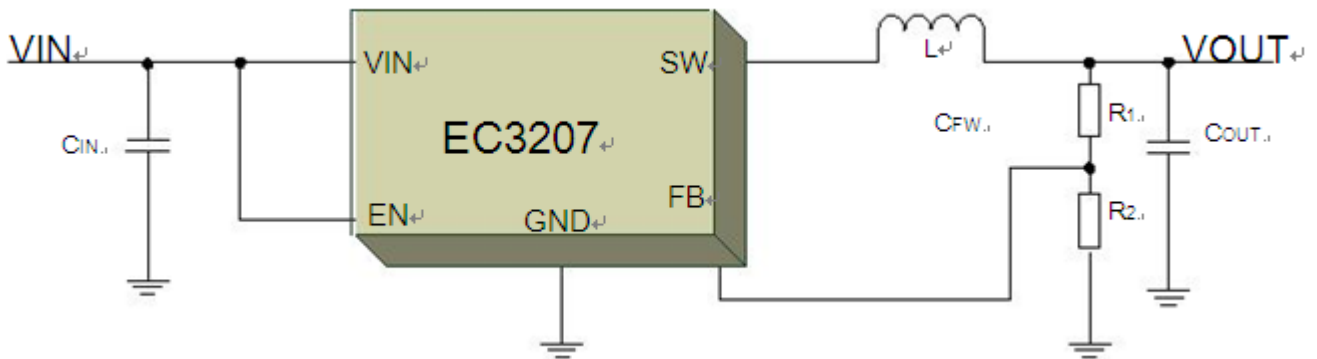 VIN↵
VIN↵
SW↵
L↵
VOUT↵
CIN↓
EC3207↵
CFW↓
R1↓
COUT↓
EN↵
GND↵
FB↵
R2↓